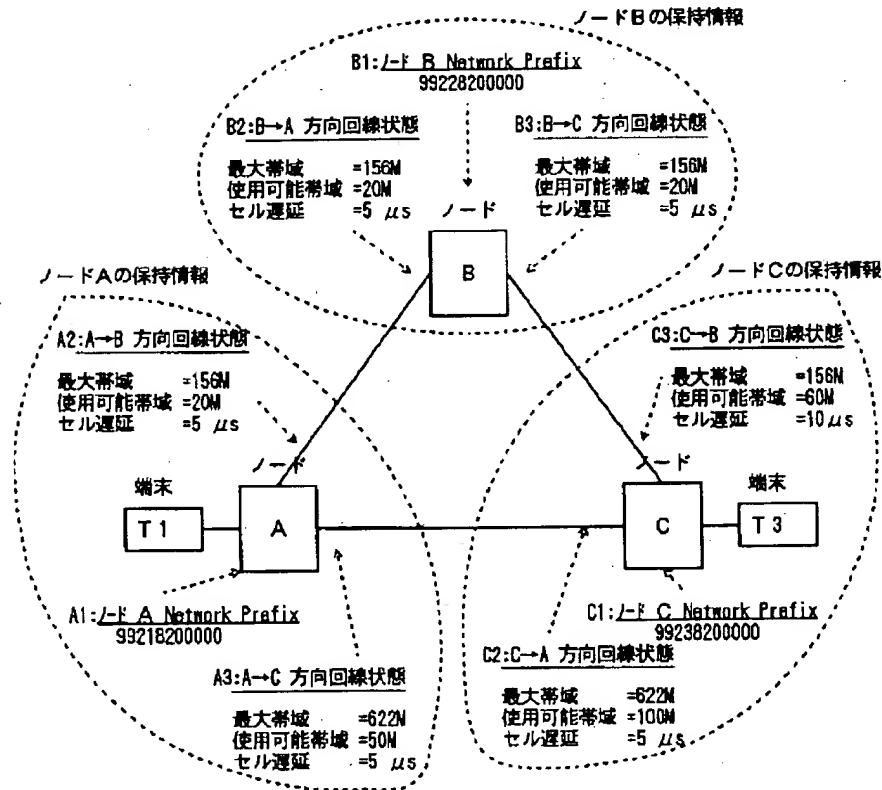 ノードBの保持情報
B1:ノード B Network Prefix
99228200000
B2:B→A 方向回線状態
最大帯域 =156M
使用可能帯域 =20M
セル遅延 =5 μs
B3:B→C 方向回線状態
最大帯域 =156M
使用可能帯域 =20M
セル遅延 =5 μs
ノード
B
ノードAの保持情報
A2:A→B 方向回線状態
最大帯域 =156M
使用可能帯域 =20M
セル遅延 =5 μs
ノードCの保持情報
C3:C→B 方向回線状態
最大帯域 =156M
使用可能帯域 =60M
セル遅延 =10μs
端末
T1
ノード
A
ノード
C
端末
T3
A1:ノード A Network Prefix
99218200000
A3:A→C 方向回線状態
最大帯域 =622M
使用可能帯域 =50M
セル遅延 =5 μs
C1:ノード C Network Prefix
99238200000
C2:C→A 方向回線状態
最大帯域 =622M
使用可能帯域 =100M
セル遅延 =5 μs